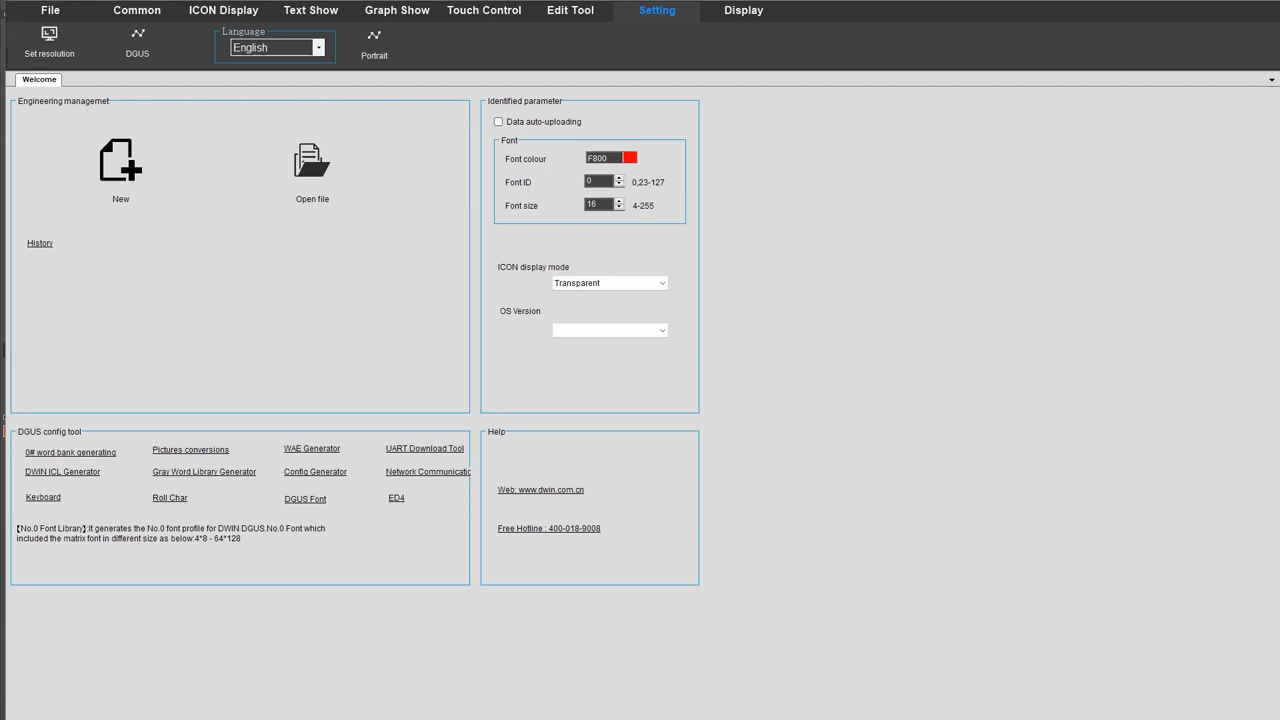 File Common ICON Display Text Show Graph Show Touch Control Edit Tool Setting Display
Set resolution DGUS Language English Portrait
Welcome
Engineering managemet
New
Open file
History
Identified parameter
Data auto-uploading
Font
Font colour F800
Font ID 0 0,23-127
Font size 16 4-255
ICON display mode
Transparent
OS Version
DGUS config tool
0# word bank generating Pictures conversions WAE Generator UART Download Tool
DWIN ICL Generator Gray Word Library Generator Config Generator Network Communicatic
Keyboard Roll Char DGUS Font ED4
【No.0 Font Library】:It generates the No.0 font profile for DWIN DGUS.No.0 Font which
included the matrix font in different size as below:4*8 - 64*128
Help
Web: www.dwin.com.cn
Free Hotline : 400-018-9008